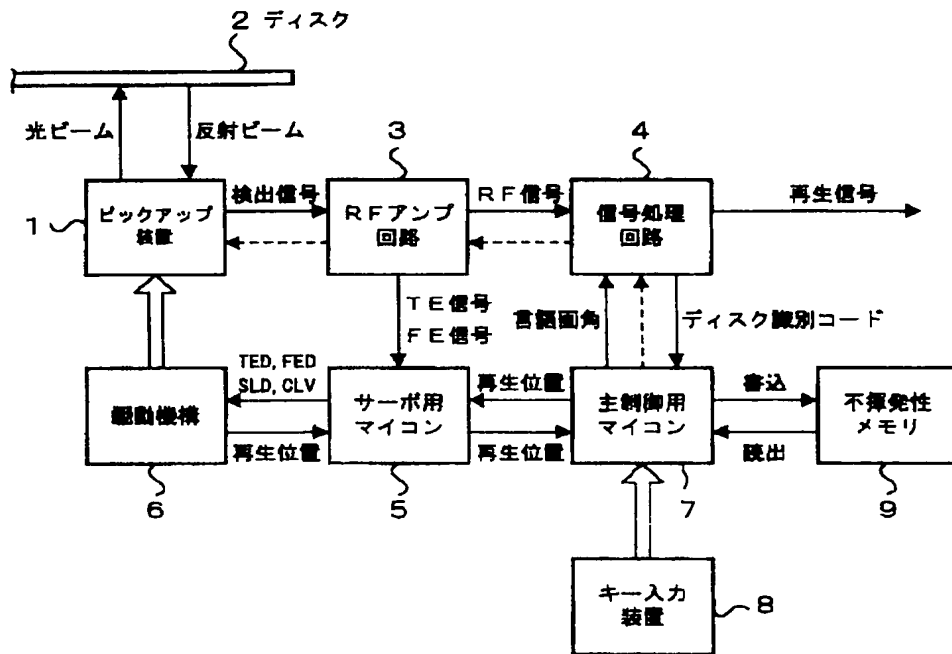 2 ディスク
光ビーム
反射ビーム
3
4
1
ピックアップ
装置
検出信号
RFアンプ
回路
RF信号
信号処理
回路
再生信号
TE信号
FE信号
言語画角
ディスク識別コード
TED, FED
SLD, CLV
駆動機構
サーボ用
マイコン
再生位置
主制御用
マイコン
書込
不揮発性
メモリ
再生位置
再生位置
読出
6
5
7
9
キー入力
装置
8